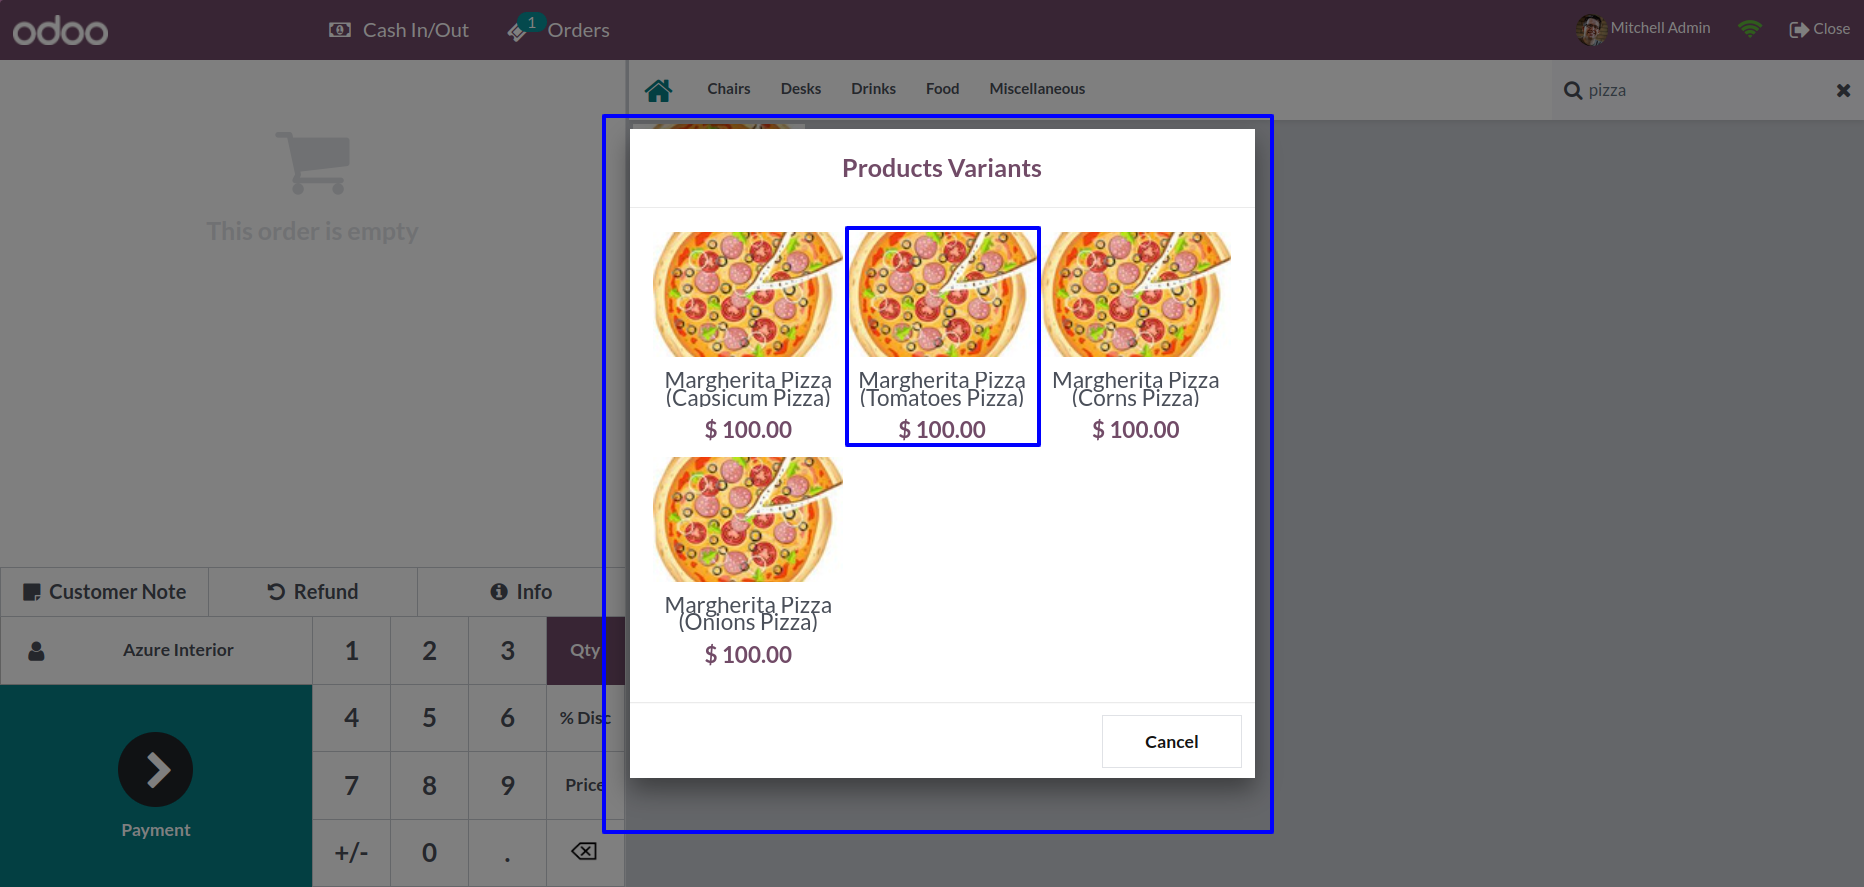 odoo
Cash In/Out
1
Orders
Mitchell Admin
Close
Chairs
Desks
Drinks
Food
Miscellaneous
pizza
This order is empty
Products Variants
Margherita Pizza
(Capsicum Pizza)
$ 100.00
Margherita Pizza
(Tomatoes Pizza)
$ 100.00
Margherita Pizza
(Corns Pizza)
$ 100.00
Margherita Pizza
(Onions Pizza)
$ 100.00
Cancel
Customer Note
Refund
Info
Azure Interior
1
2
3
Qty
4
5
6
% Disc
7
8
9
Price
Payment
+/-
0
.